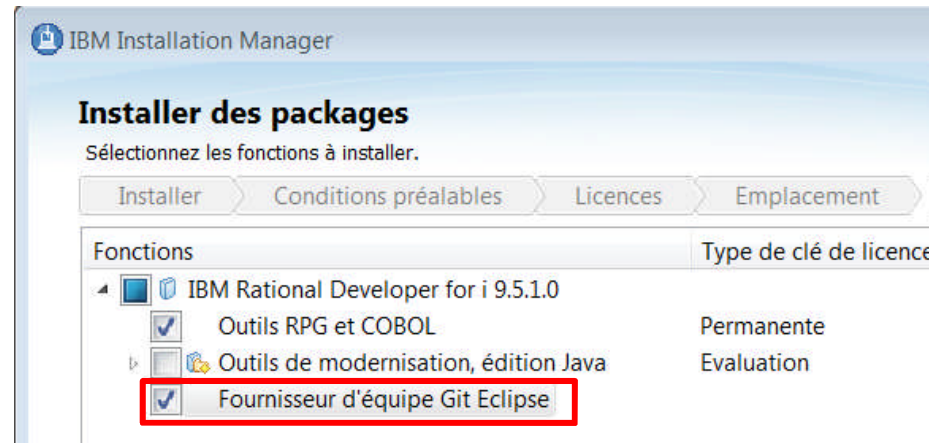 IBM Installation Manager
Installer des packages
Sélectionnez les fonctions à installer.
Installer Conditions préalables Licences Emplacement
Fonctions Type de clé de licence
IBM Rational Developer for i 9.5.1.0
Outils RPG et COBOL Permanente
Outils de modernisation, édition Java Evaluation
Fournisseur d'équipe Git Eclipse